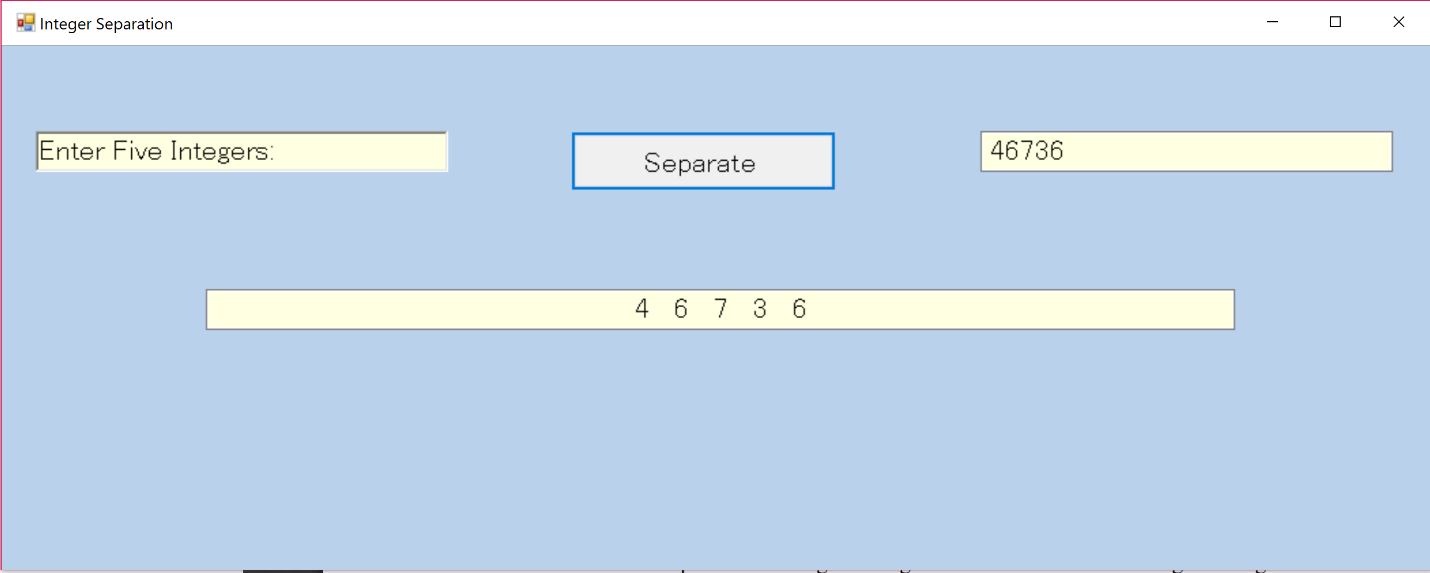 Integer Separation
Enter Five Integers:
Separate
46736
4 6 7 3 6